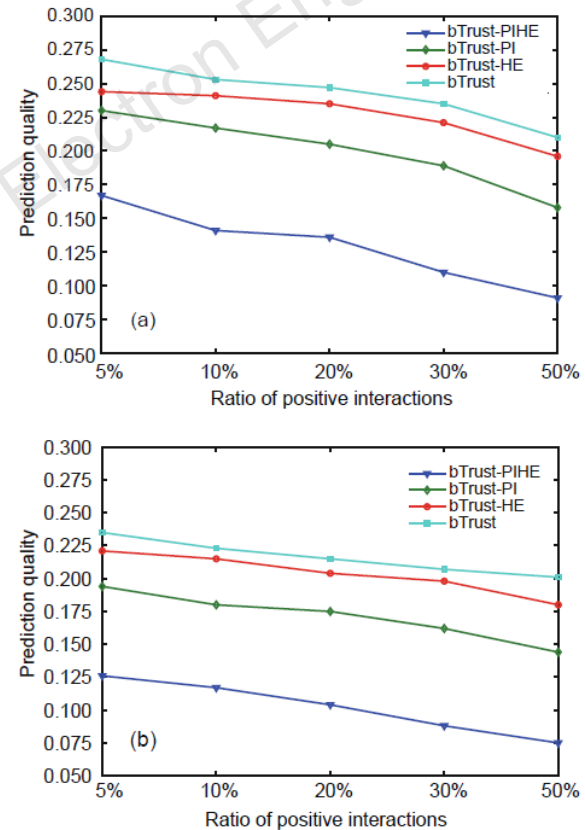 Electron Eng
0.300
0.275
0.250
0.225
0.200
0.175
0.150
0.125
0.100
0.075
0.050
Prediction quality
bTrust-PIHE
bTrust-PI
bTrust-HE
bTrust
(a)
5% 10% 20% 30% 50%
Ratio of positive interactions
0.300
0.275
0.250
0.225
0.200
0.175
0.150
0.125
0.100
0.075
0.050
Prediction quality
bTrust-PIHE
bTrust-PI
bTrust-HE
bTrust
(b)
5% 10% 20% 30% 50%
Ratio of positive interactions